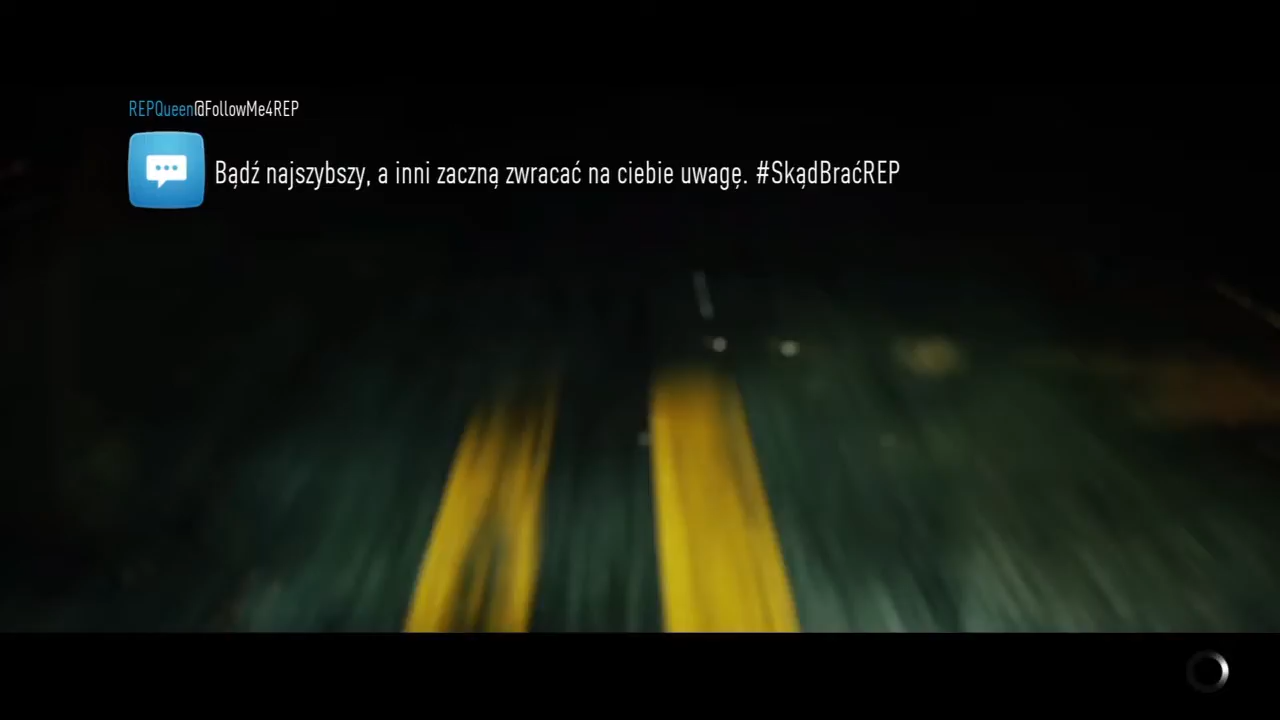 REPQueen@FollowMe4REP
Bądź najszybszy, a inni zaczną zwracać na ciebie uwagę. #SkądBraćREP